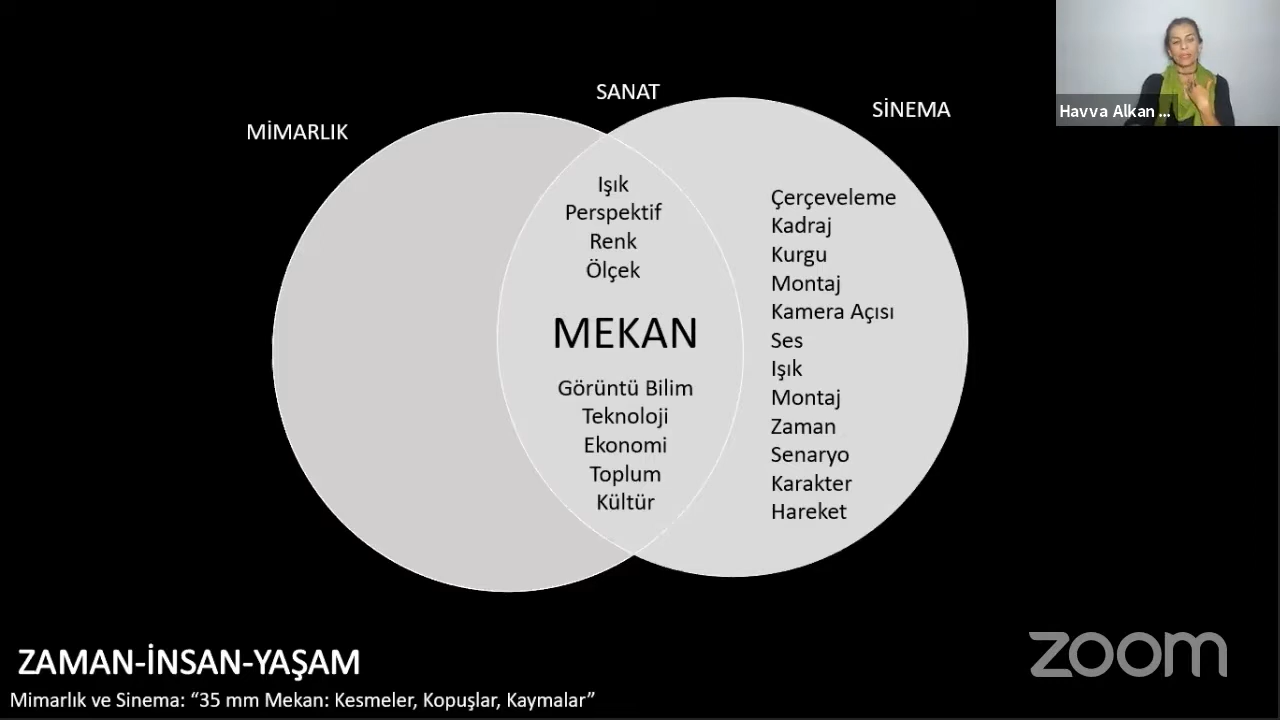 SANAT
MİMARLIK
SİNEMA
Havva Alkan ...
Işık
Perspektif
Renk
Ölçek
MEKAN
Görüntü Bilim
Teknoloji
Ekonomi
Toplum
Kültür
Çerçeveleme
Kadraj
Kurgu
Montaj
Kamera Açısı
Ses
Işık
Montaj
Zaman
Senaryo
Karakter
Hareket
ZAMAN-İNSAN-YAŞAM
Mimarlık ve Sinema: “35 mm Mekan: Kesmeler, Kopuşlar, Kaymalar”
zoom